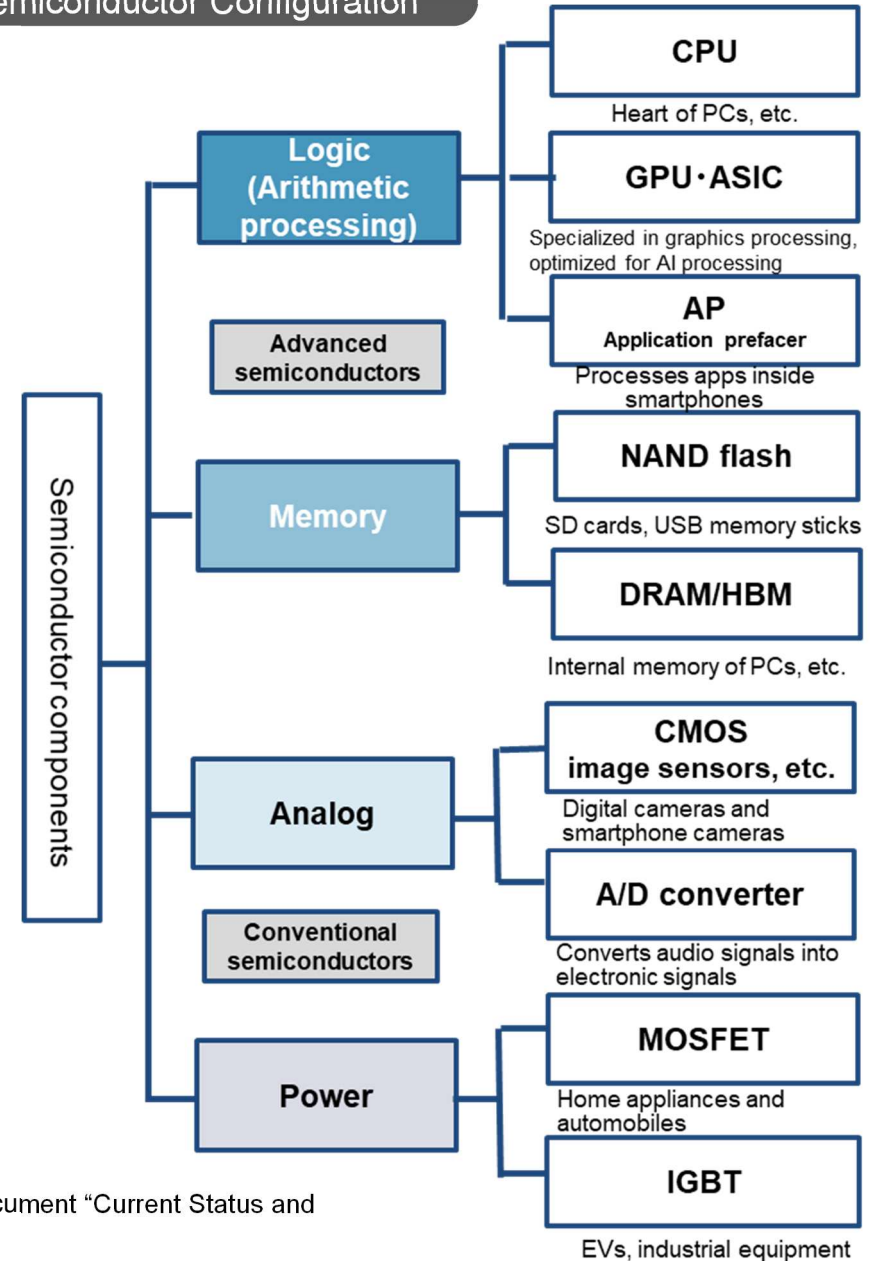 Semiconductor Configuration
CPU
Heart of PCs, etc.
Logic
(Arithmetic
processing)
GPU・ASIC
Specialized in graphics processing,
optimized for AI processing
AP
Application prefacer
Processes apps inside
smartphones
Advanced
semiconductors
Semiconductor components
Memory
NAND flash
SD cards, USB memory sticks
DRAM/HBM
Internal memory of PCs, etc.
Analog
CMOS
image sensors, etc.
Digital cameras and
smartphone cameras
A/D converter
Converts audio signals into
electronic signals
Conventional
semiconductors
Power
MOSFET
Home appliances and
automobiles
IGBT
EVs, industrial equipment
“Current Status and